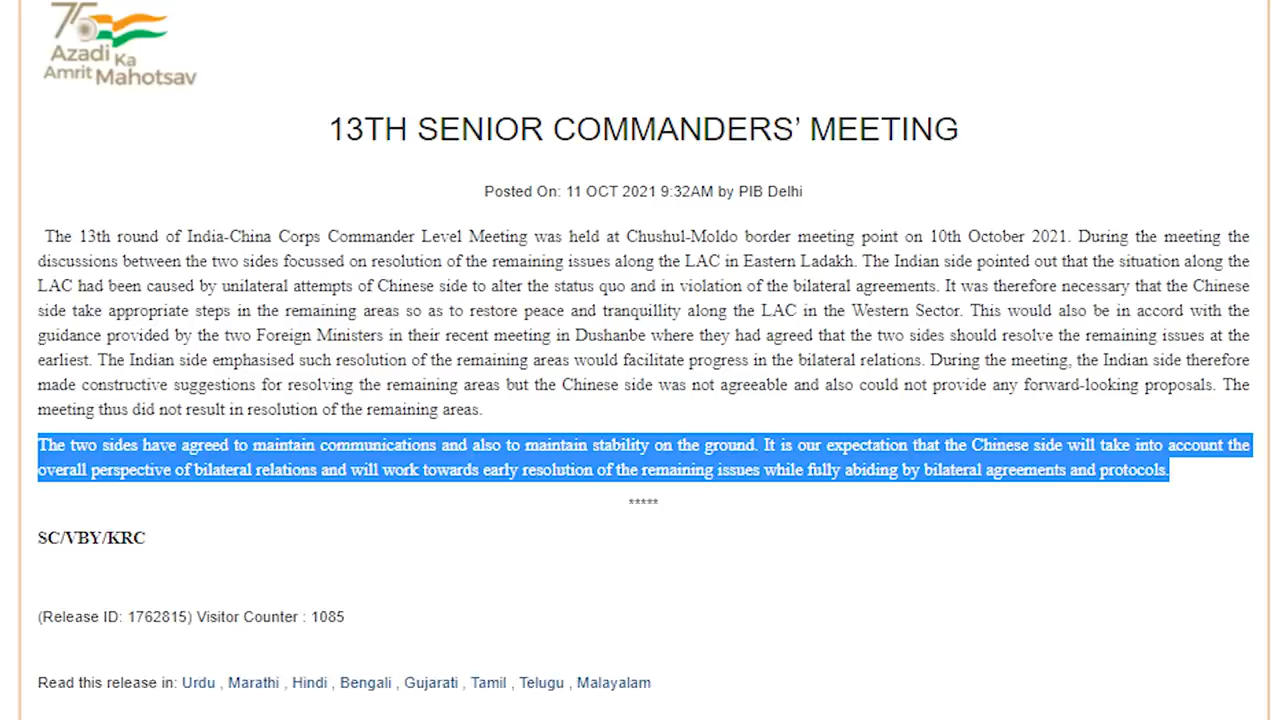 75
Azadi Ka
Amrit Mahotsav
13TH SENIOR COMMANDERS’ MEETING
Posted On: 11 OCT 2021 9:32AM by PIB Delhi
The 13th round of India-China Corps Commander Level Meeting was held at Chushul-Moldo border meeting point on 10th October 2021. During the meeting the
discussions between the two sides focussed on resolution of the remaining issues along the LAC in Eastern Ladakh. The Indian side pointed out that the situation along the
LAC had been caused by unilateral attempts of Chinese side to alter the status quo and in violation of the bilateral agreements. It was therefore necessary that the Chinese
side take appropriate steps in the remaining areas so as to restore peace and tranquillity along the LAC in the Western Sector. This would also be in accord with the
guidance provided by the two Foreign Ministers in their recent meeting in Dushanbe where they had agreed that the two sides should resolve the remaining issues at the
earliest. The Indian side emphasised such resolution of the remaining areas would facilitate progress in the bilateral relations. During the meeting, the Indian side therefore
made constructive suggestions for resolving the remaining areas but the Chinese side was not agreeable and also could not provide any forward-looking proposals. The
meeting thus did not result in resolution of the remaining areas.
The two sides have agreed to maintain communications and also to maintain stability on the ground. It is our expectation that the Chinese side will take into account the
overall perspective of bilateral relations and will work towards early resolution of the remaining issues while fully abiding by bilateral agreements and protocols.
*****
SC/VBY/KRC
(Release ID: 1762815) Visitor Counter : 1085
Read this release in: Urdu , Marathi , Hindi , Bengali , Gujarati , Tamil , Telugu , Malayalam